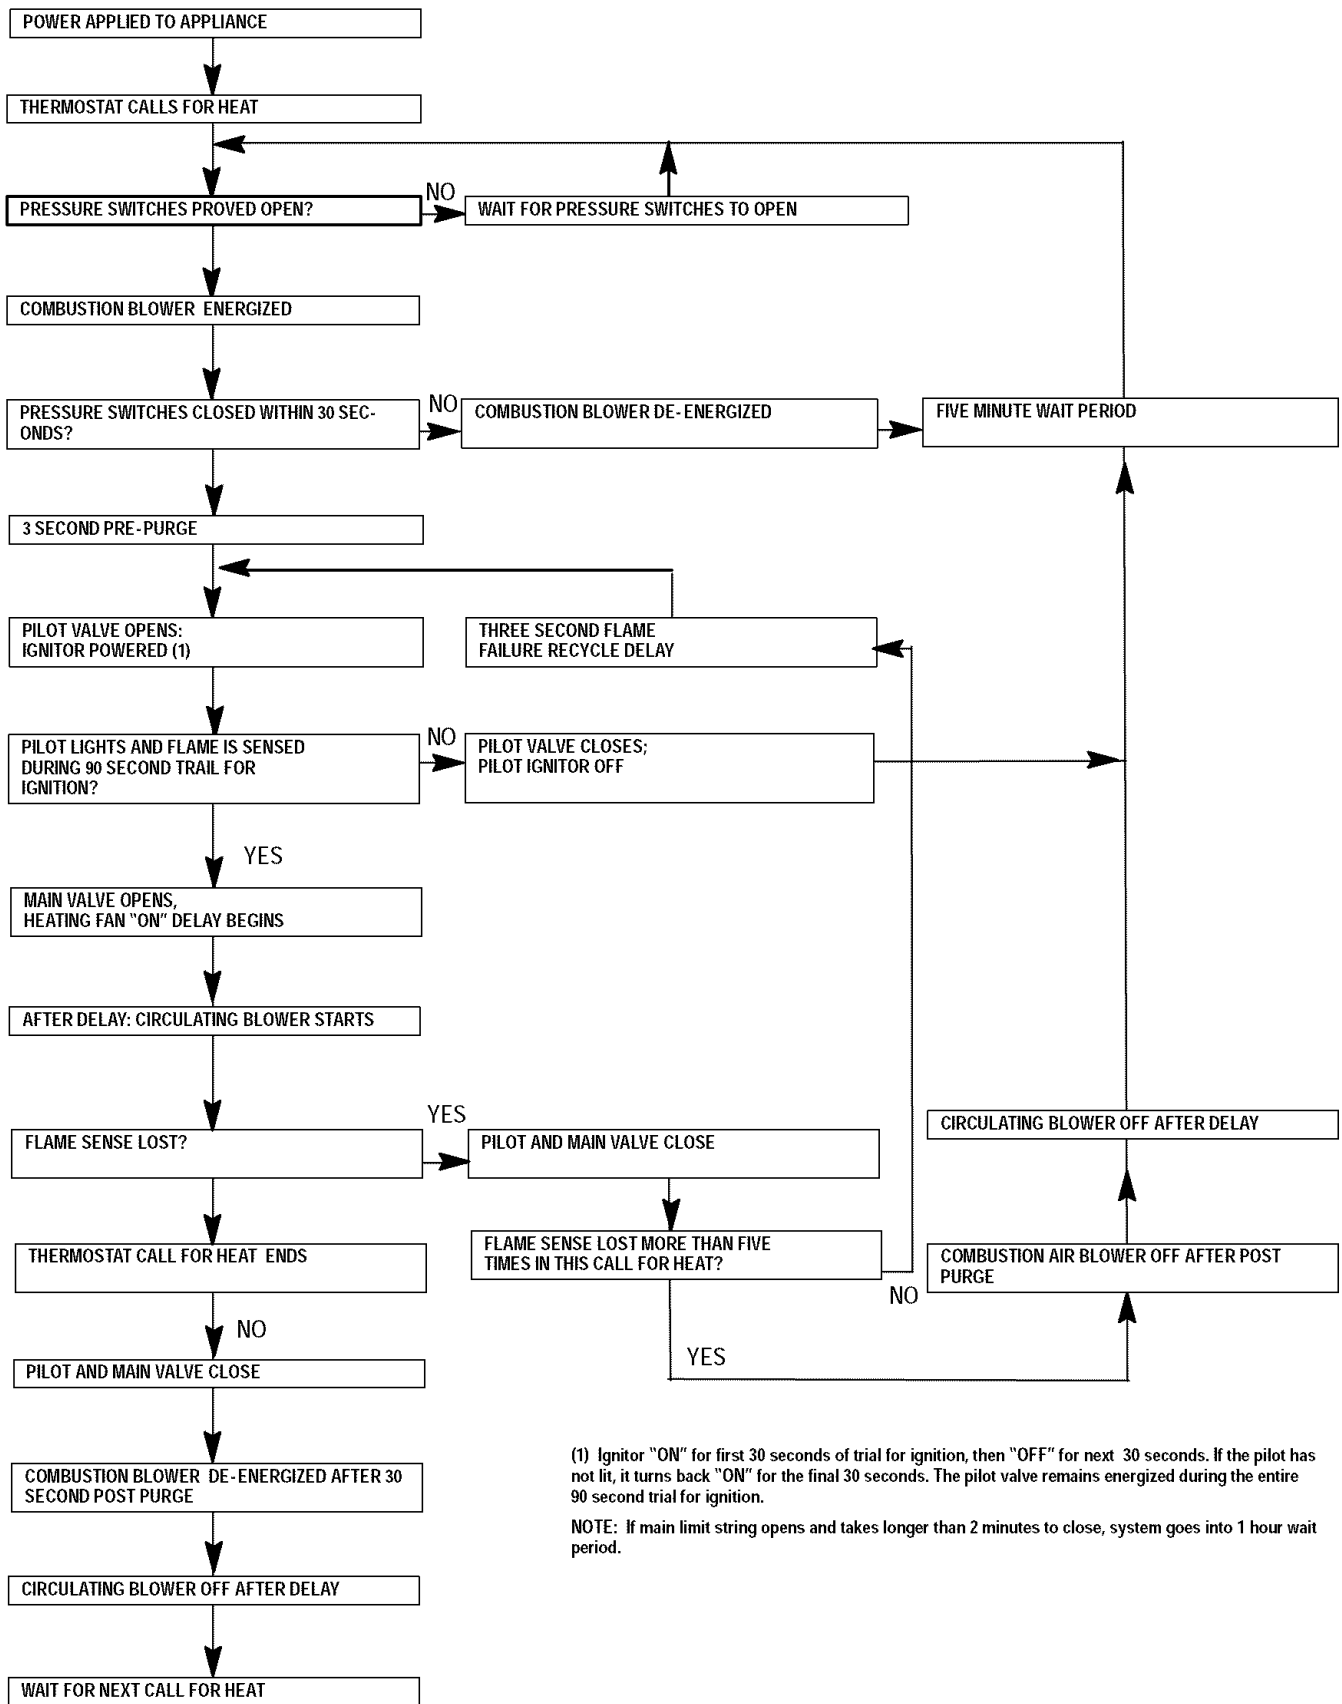 POWER APPLIED TO APPLIANCE
THERMOSTAT CALLS FOR HEAT
PRESSURE SWITCHES PROVED OPEN?
NO
WAIT FOR PRESSURE SWITCHES TO OPEN
COMBUSTION BLOWER ENERGIZED
PRESSURE SWITCHES CLOSED WITHIN 30 SEC-
ONDS?
NO
COMBUSTION BLOWER DE-ENERGIZED
FIVE MINUTE WAIT PERIOD
3 SECOND PRE-PURGE
PILOT VALVE OPENS:
IGNITOR POWERED (1)
THREE SECOND FLAME
FAILURE RECYCLE DELAY
PILOT LIGHTS AND FLAME IS SENSED
DURING 90 SECOND TRAIL FOR
IGNITION?
NO
PILOT VALVE CLOSES;
PILOT IGNITOR OFF
YES
MAIN VALVE OPENS,
HEATING FAN "ON" DELAY BEGINS
AFTER DELAY: CIRCULATING BLOWER STARTS
FLAME SENSE LOST?
YES
PILOT AND MAIN VALVE CLOSE
CIRCULATING BLOWER OFF AFTER DELAY
THERMOSTAT CALL FOR HEAT ENDS
FLAME SENSE LOST MORE THAN FIVE
TIMES IN THIS CALL FOR HEAT?
NO
COMBUSTION AIR BLOWER OFF AFTER POST
PURGE
NO
YES
PILOT AND MAIN VALVE CLOSE
COMBUSTION BLOWER DE-ENERGIZED AFTER 30
SECOND POST PURGE
CIRCULATING BLOWER OFF AFTER DELAY
WAIT FOR NEXT CALL FOR HEAT
(1) Ignitor "ON" for first 30 seconds of trial for ignition, then "OFF" for next 30 seconds. If the pilot has
not lit, it turns back "ON" for the final 30 seconds. The pilot valve remains energized during the entire
90 second trial for ignition.
NOTE: If main limit string opens and takes longer than 2 minutes to close, system goes into 1 hour wait
period.